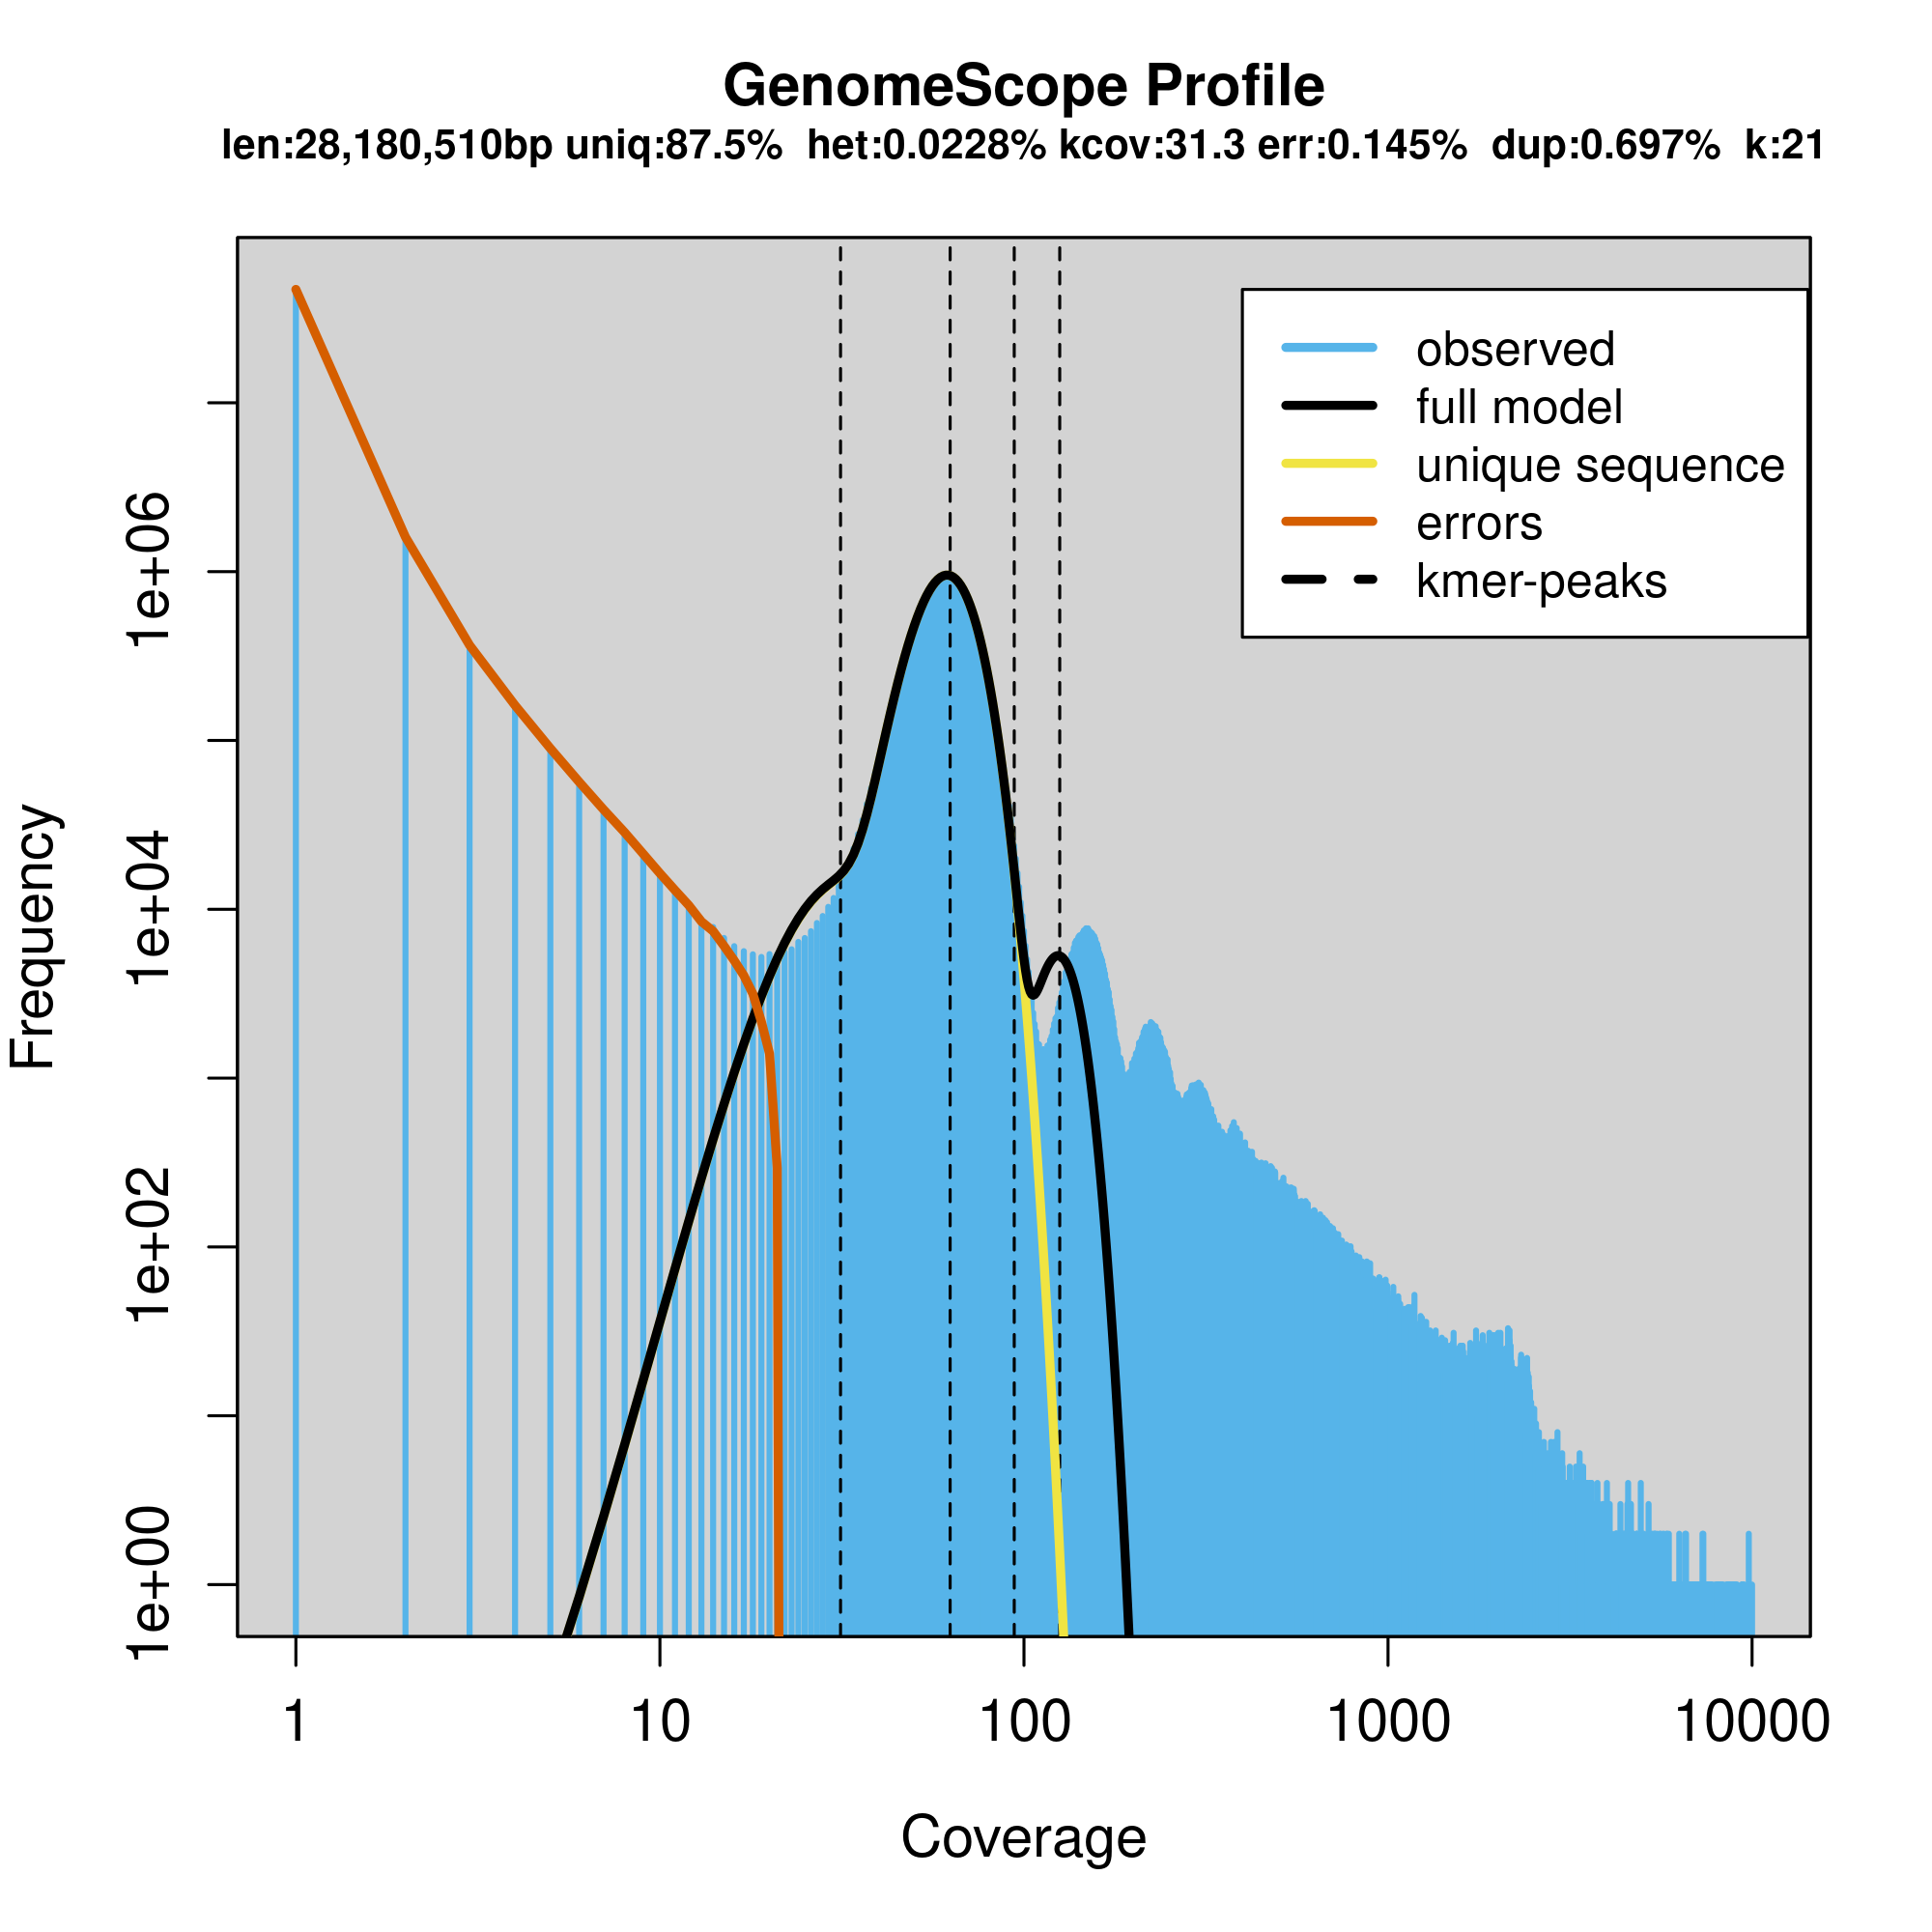 GenomeScope Profile
len:28,180,510bp uniq:87.5% het:0.0228% kcov:31.3 err:0.145% dup:0.697% k:21
observed
full model
unique sequence
errors
kmer-peaks
Frequency
1e+06
1e+04
1e+02
1e+00
1 10 100 1000 10000
Coverage